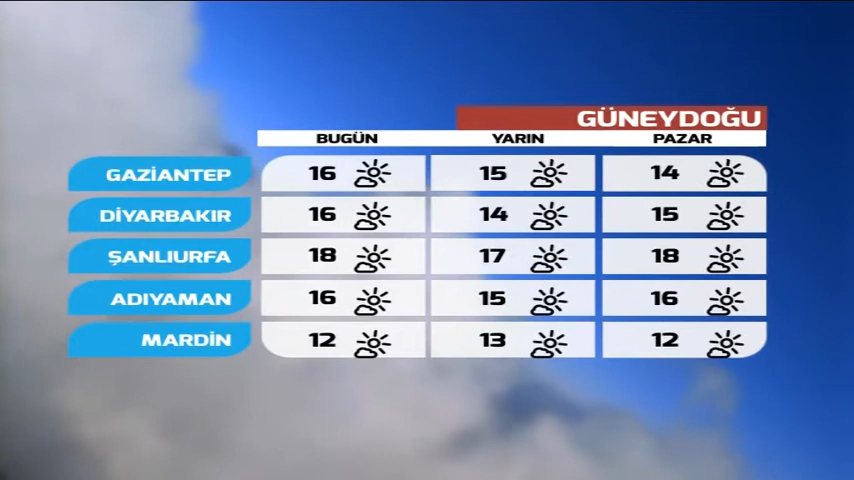 GÜNEYDOĞU
BUGÜN YARIN PAZAR
GAZİANTEP 16 15 14
DİYARBAKIR 16 14 15
ŞANLIURFA 18 17 18
ADIYAMAN 16 15 16
MARDİN 12 13 12